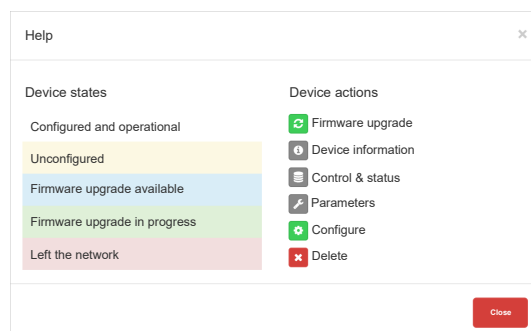 Help
×
Device states
Configured and operational
Unconfigured
Firmware upgrade available
Firmware upgrade in progress
Left the network
Device actions
Firmware upgrade
Device information
Control & status
Parameters
Configure
Delete
Close